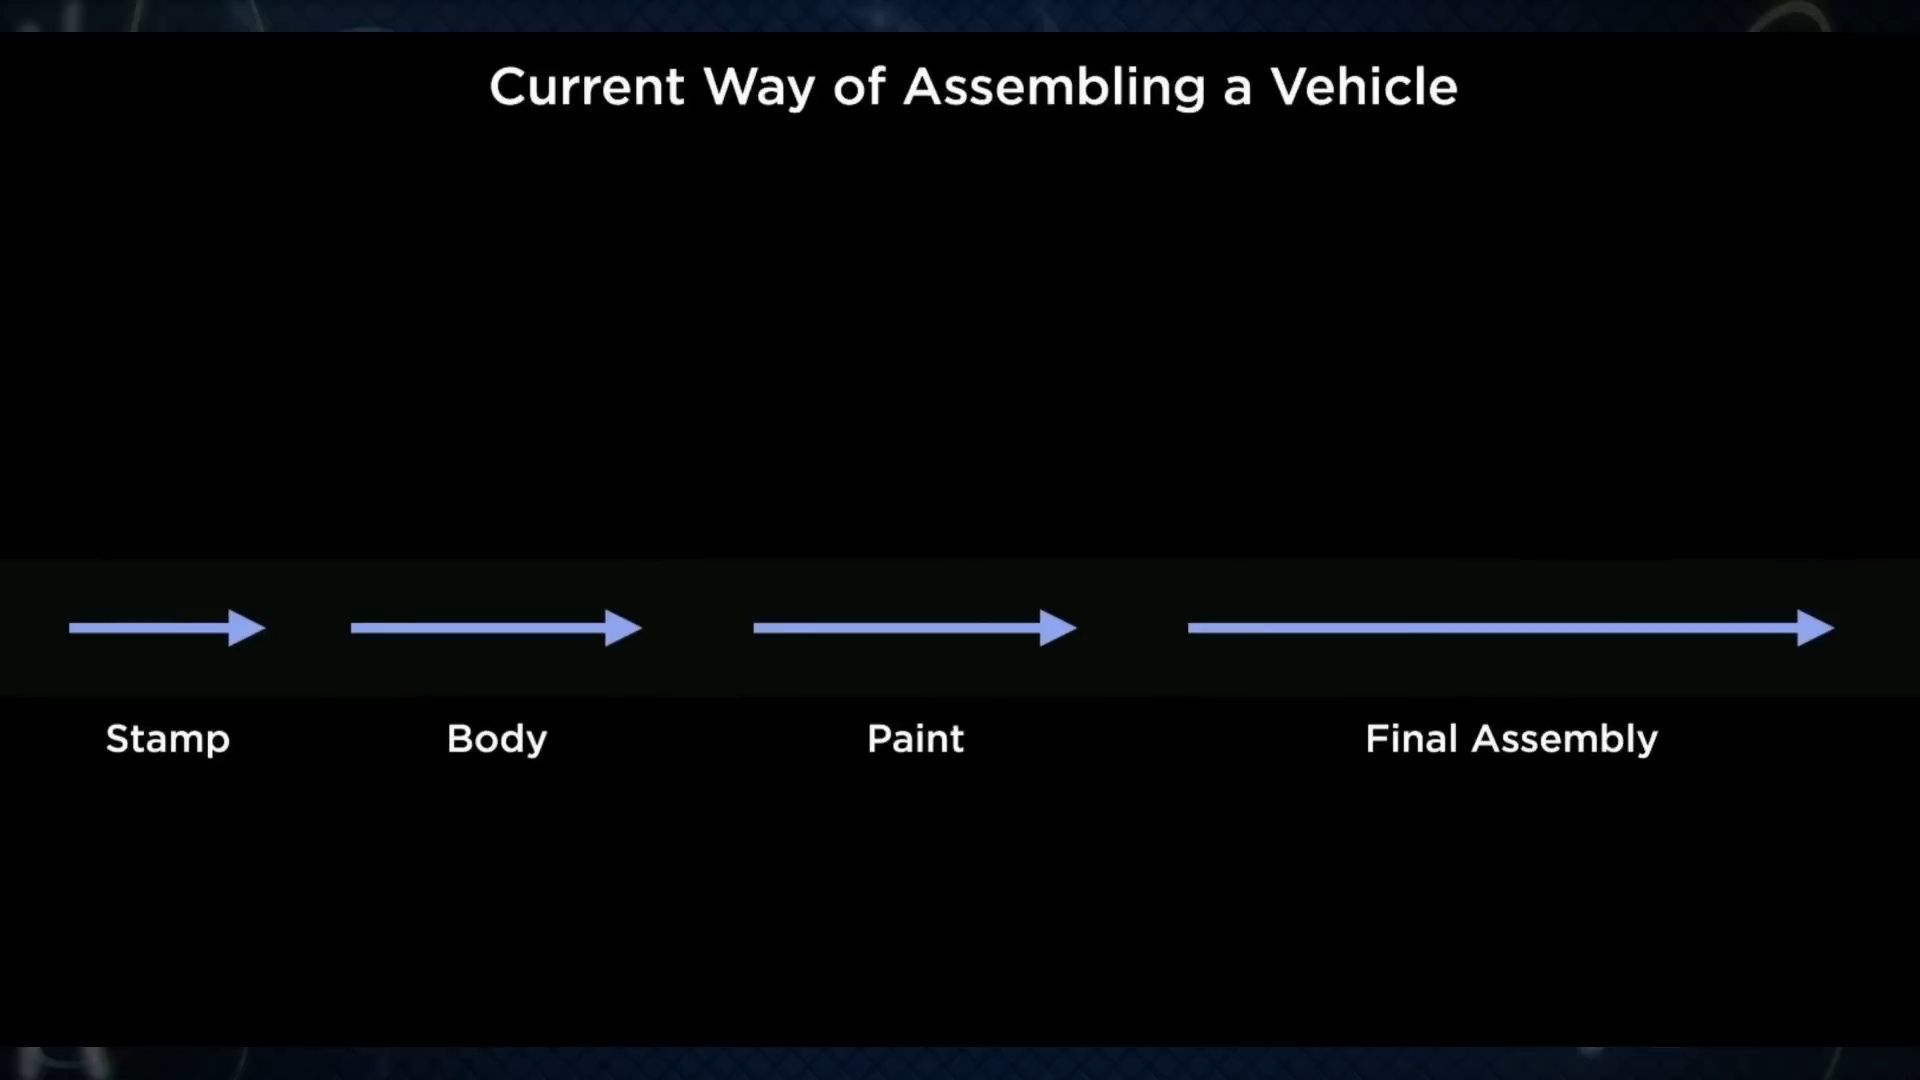 Current Way of Assembling a Vehicle
Stamp
Body
Paint
Final Assembly